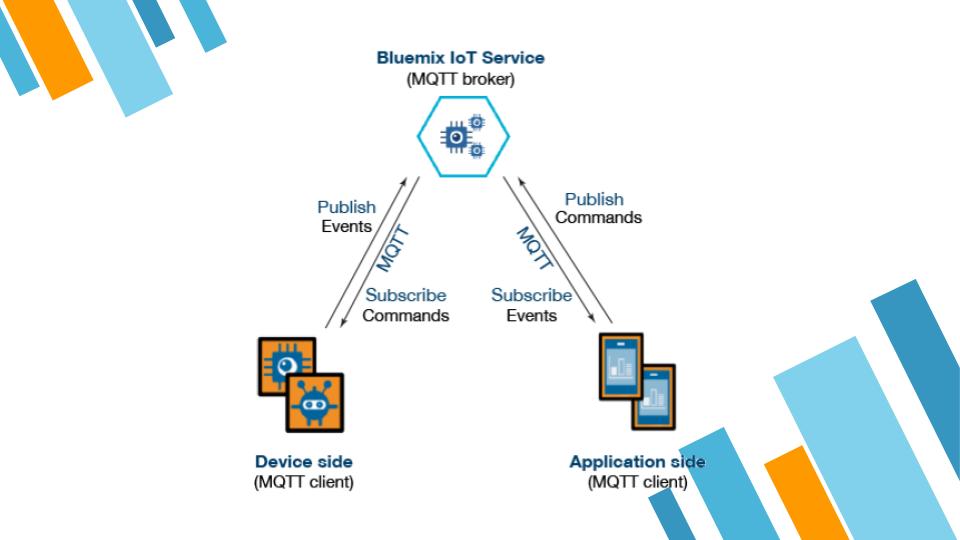 Bluemix IoT Service
(MQTT broker)
Publish
Events
MQTT
Subscribe
Commands
Publish
Commands
MQTT
Subscribe
Events
Device side
(MQTT client)
Application side
(MQTT client)